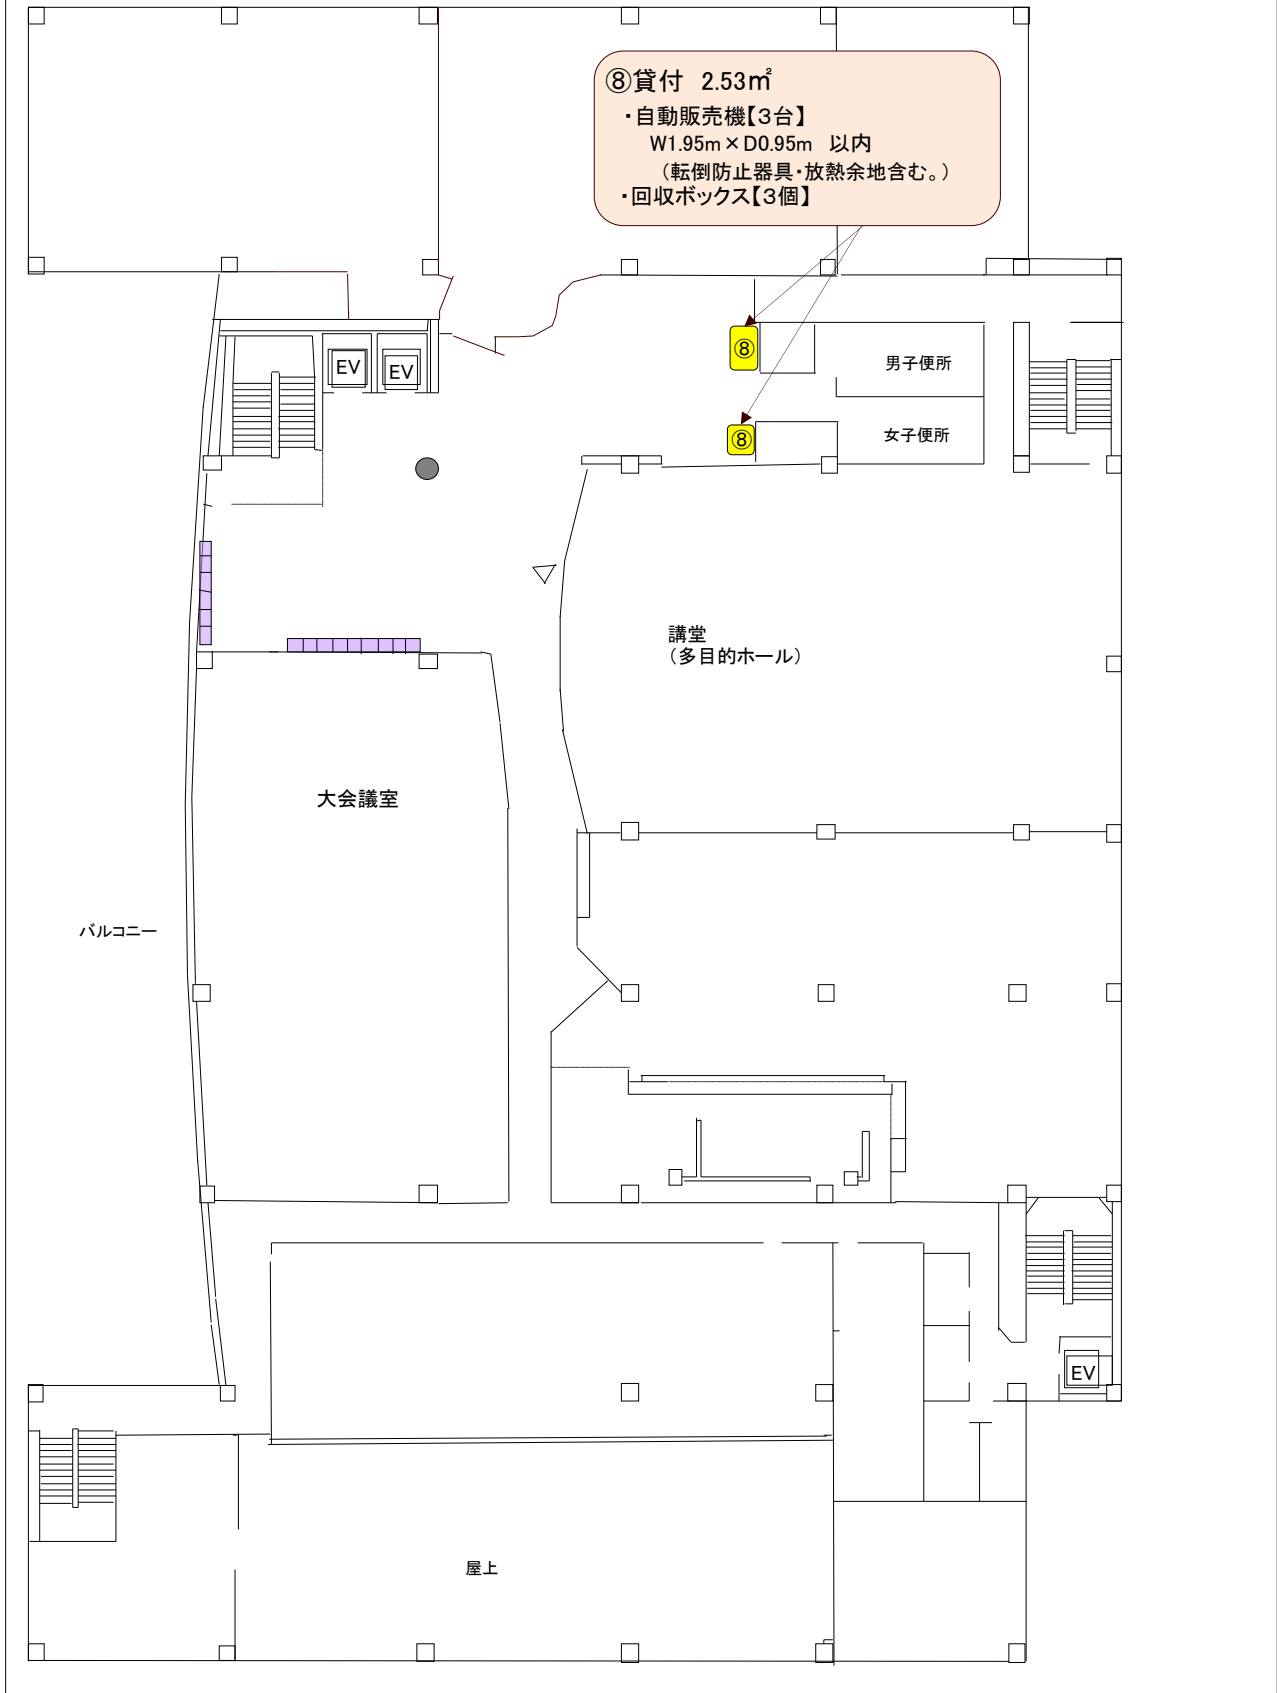 ⑧貸付 2.53㎡
・自動販売機【3台】
W1.95m×D0.95m 以内
（転倒防止器具・放熱余地含む。）
・回収ボックス【3個】
EV
EV
⑧
男子便所
⑧
女子便所
講堂
（多目的ホール）
大会議室
バルコニー
EV
屋上